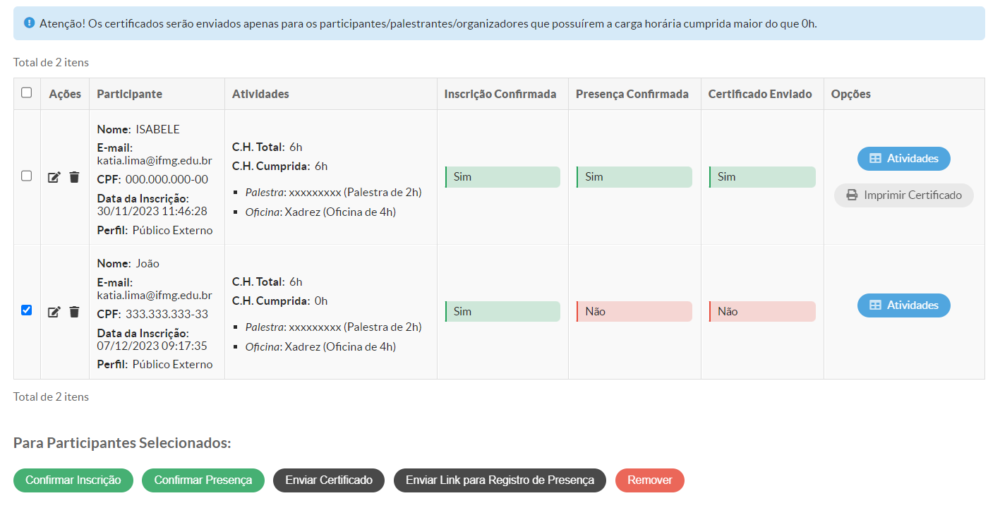 Atenção! Os certificados serão enviados apenas para os participantes/palestrantes/organizadores que possuírem a carga horária cumprida maior do que 0h.
Total de 2 itens
Ações Participante Atividades Inscrição Confirmada Presença Confirmada Certificado Enviado Opções
Nome: ISABELE
E-mail:
katia.lima@ifmg.edu.br
CPF: 000.000.000-00
Data da Inscrição:
30/11/2023 11:46:28
Perfil: Público Externo
C.H. Total: 6h
C.H. Cumprida: 6h
Palestra: xxxxxxxxx (Palestra de 2h)
Oficina: Xadrez (Oficina de 4h)
Sim
Sim
Sim
Atividades
Imprimir Certificado
Nome: João
E-mail:
katia.lima@ifmg.edu.br
CPF: 333.333.333-33
Data da Inscrição:
07/12/2023 09:17:35
Perfil: Público Externo
C.H. Total: 6h
C.H. Cumprida: 0h
Palestra: xxxxxxxxx (Palestra de 2h)
Oficina: Xadrez (Oficina de 4h)
Sim
Não
Não
Atividades
Total de 2 itens
Para Participantes Selecionados:
Confirmar Inscrição Confirmar Presença Enviar Certificado Enviar Link para Registro de Presença Remover